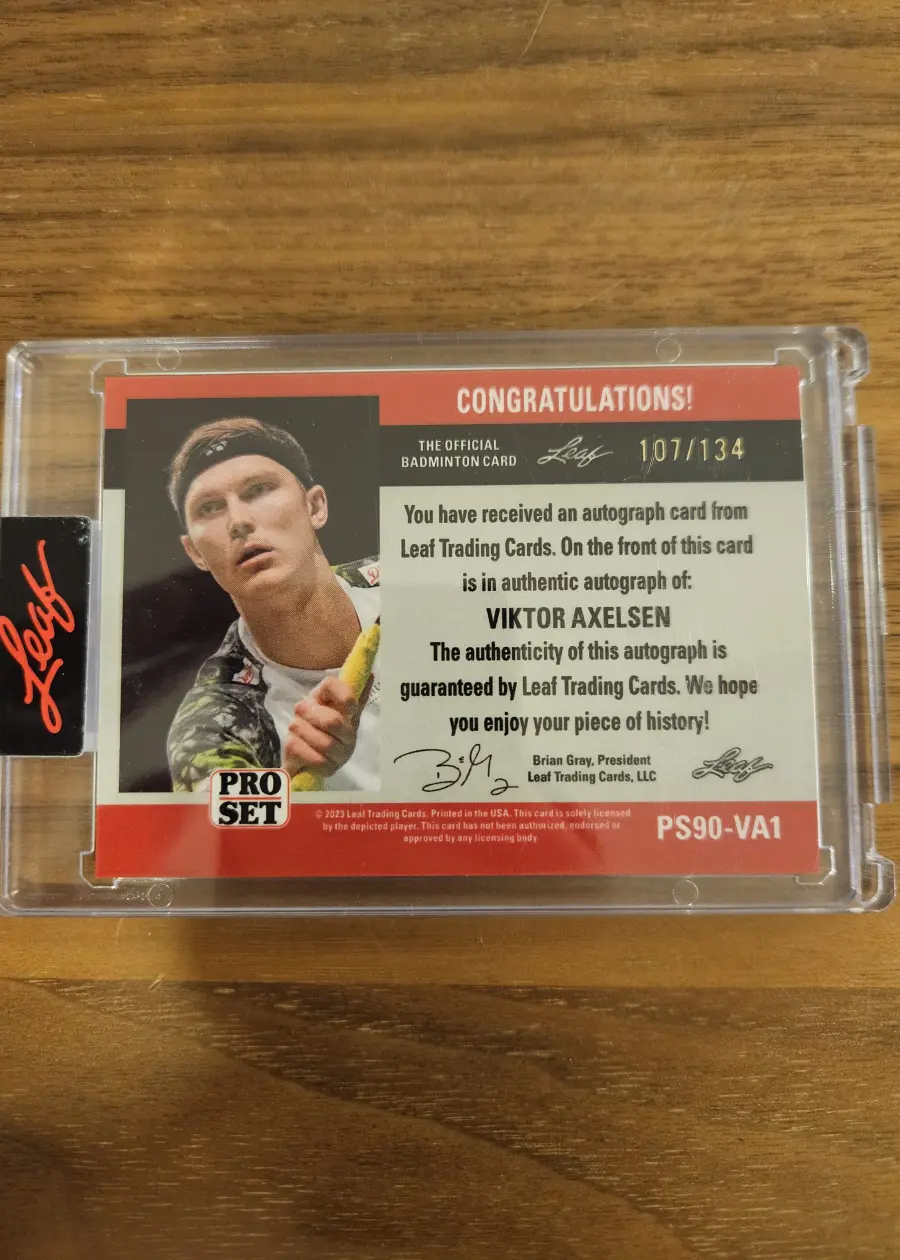 CONGRATULATIONS!
THE OFFICIAL
BADMINTON CARD
Leaf
107/134
You have received an autograph card from
Leaf Trading Cards. On the front of this card
is in authentic autograph of:
VIKTOR AXELSEN
The authenticity of this autograph is
guaranteed by Leaf Trading Cards. We hope
you enjoy your piece of history!
Brian Gray, President
Leaf Trading Cards, LLC
Leaf
PRO
SET
© 2023 Leaf Trading Cards. Printed in the USA. This card is solely licensed
by the depicted player. This card has not been authorized, endorsed or
approved by any licensing body.
PS90-VA1
Leaf